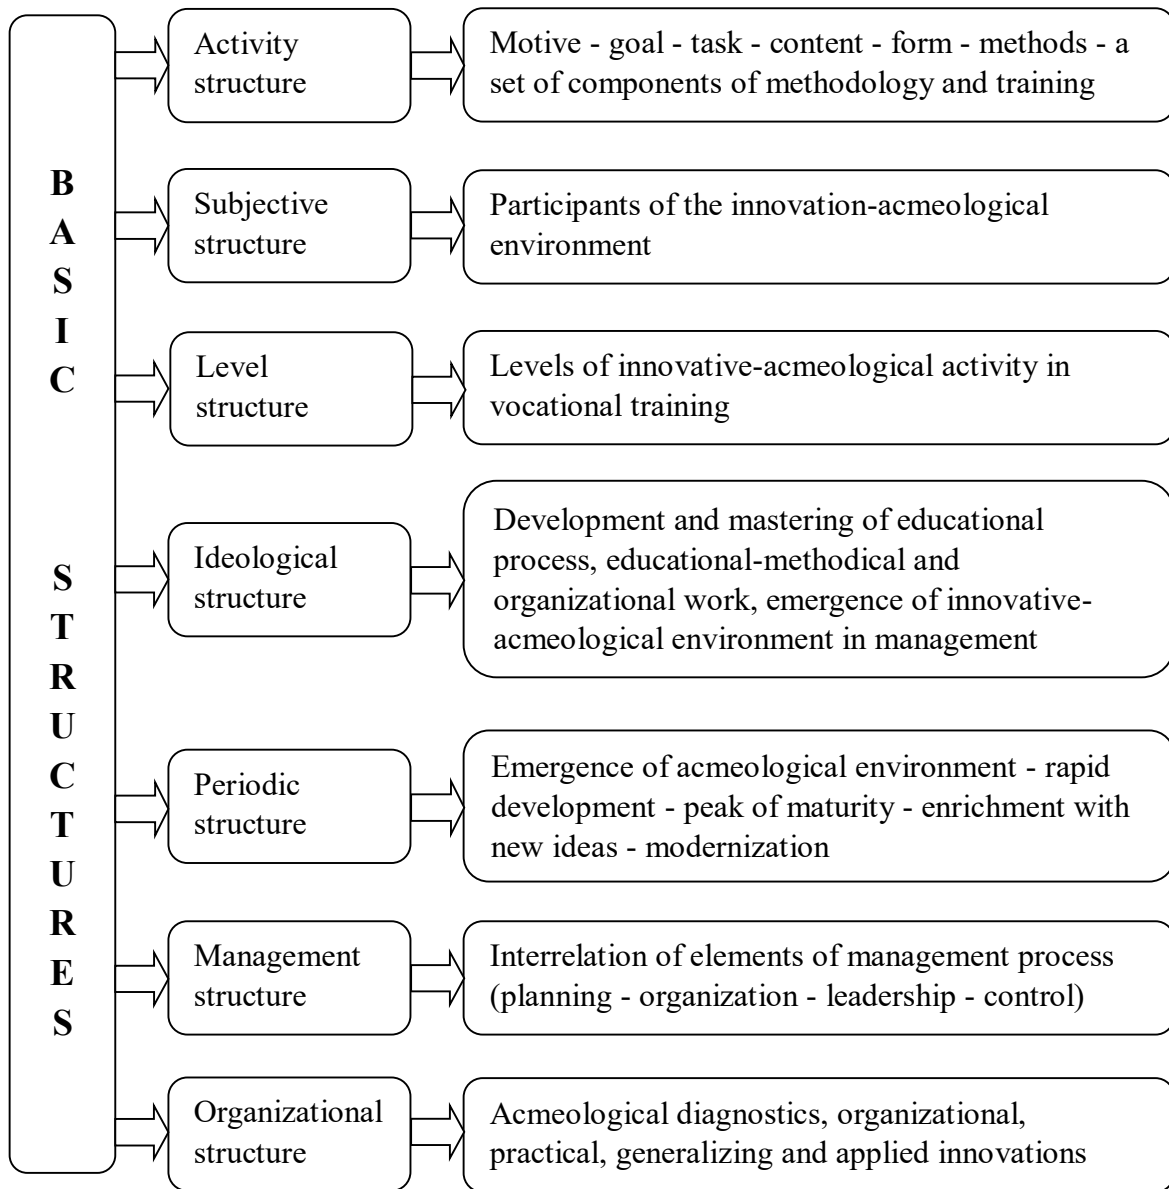 BASIC STRUCTURES
Activity
structure
Motive - goal - task - content - form - methods - a
set of components of methodology and training
Subjective
structure
Participants of the innovation-acmeological
environment
Level
structure
Levels of innovative-acmeological activity in
vocational training
Ideological
structure
Development and mastering of educational
process, educational-methodical and
organizational work, emergence of innovative-
acmeological environment in management
Periodic
structure
Emergence of acmeological environment - rapid
development - peak of maturity - enrichment with
new ideas - modernization
Management
structure
Interrelation of elements of management process
(planning - organization - leadership - control)
Organizational
structure
Acmeological diagnostics, organizational,
practical, generalizing and applied innovations